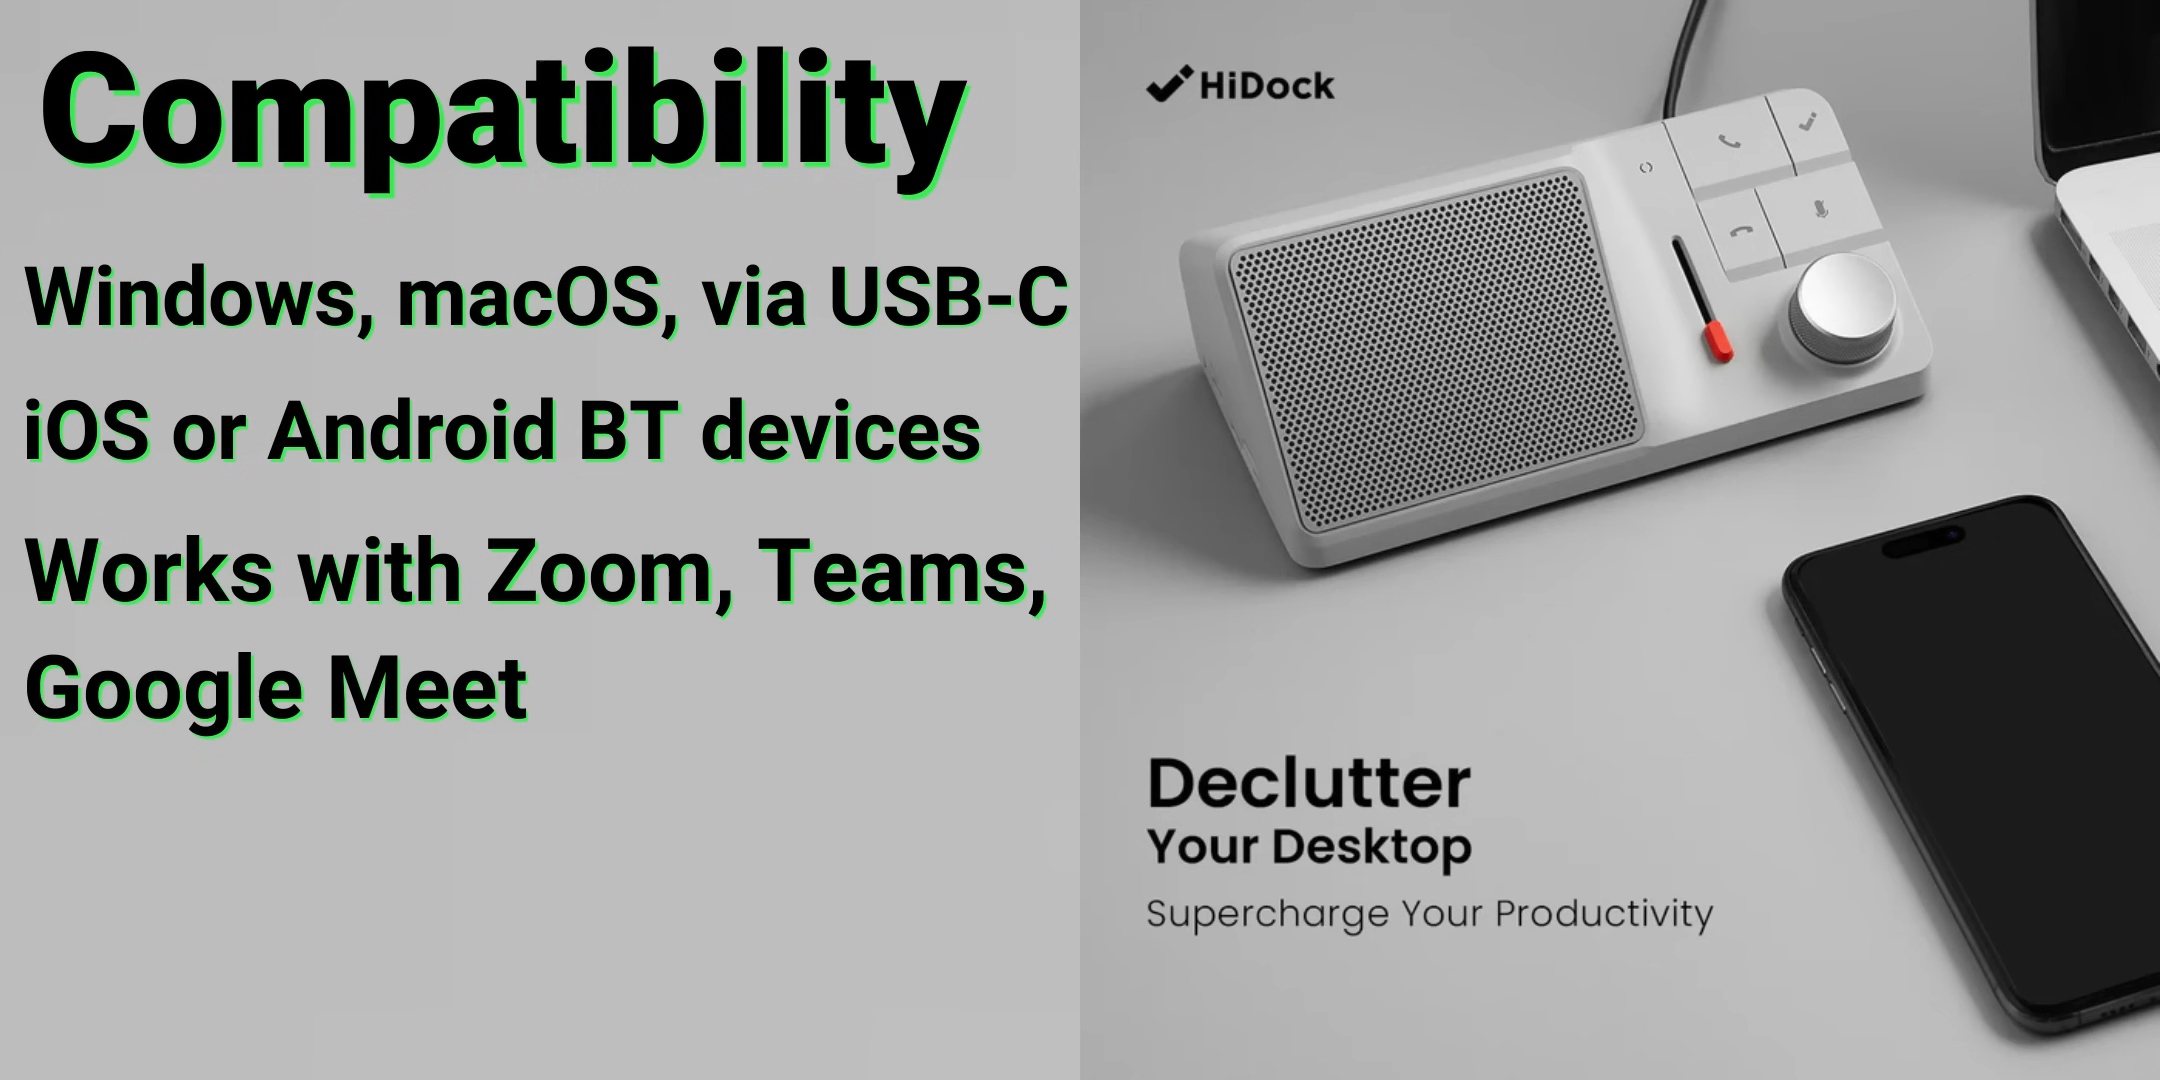 Compatibility
Windows, macOS, via USB-C
iOS or Android BT devices
Works with Zoom, Teams,
Google Meet
HiDock
Declutter
Your Desktop
Supercharge Your Productivity